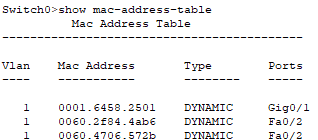 Switch0>show mac-address-table
Mac Address Table
-------------------------------------------
Vlan Mac Address Type Ports
---- ----------- -------- -----
1 0001.6458.2501 DYNAMIC Gig0/1
1 0060.2f84.4ab6 DYNAMIC Fa0/2
1 0060.4706.572b DYNAMIC Fa0/2